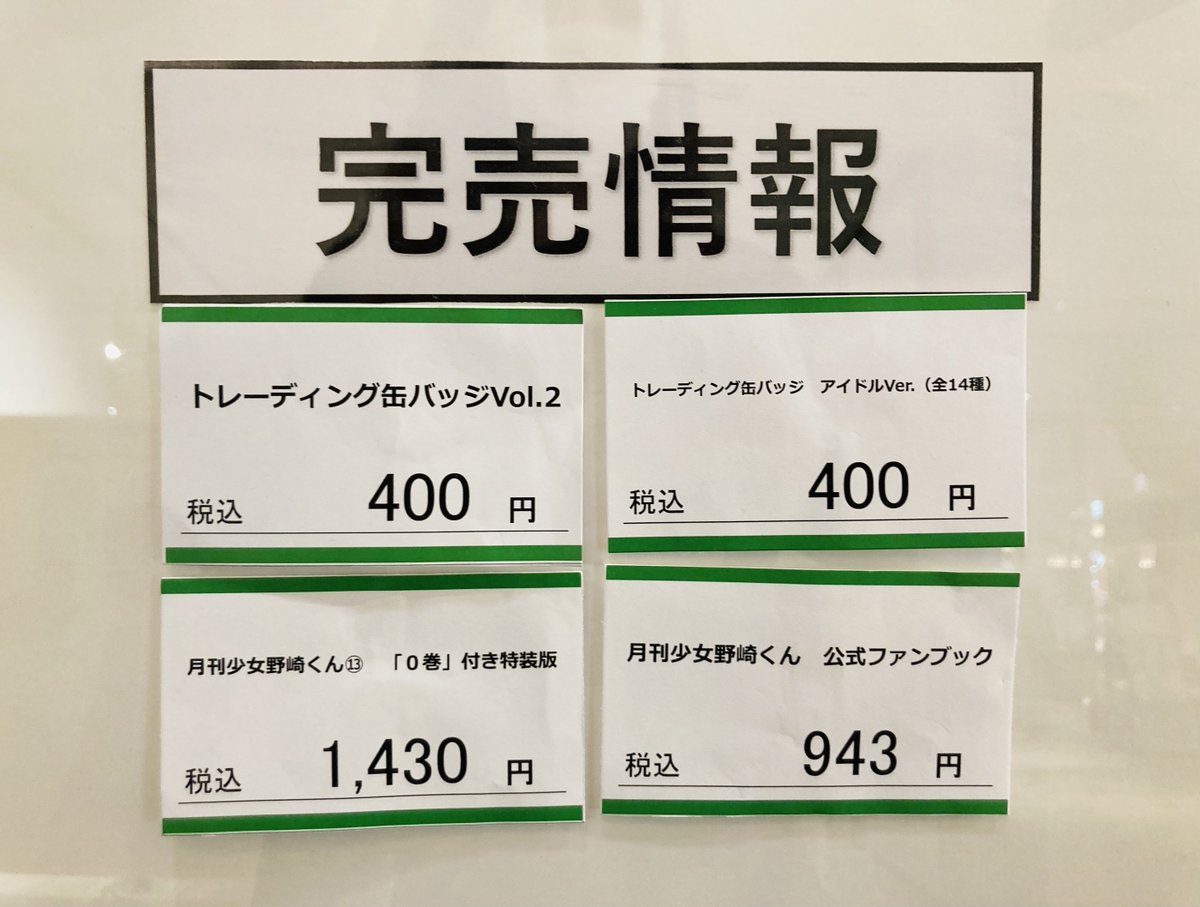 完売情報
トレーディング缶バッジVol.2
税込 400 円
トレーディング缶バッジ　アイドルVer.（全14種）
税込 400 円
月刊少女野崎くん⑬　「０巻」付き特装版
税込 1,430 円
月刊少女野崎くん　公式ファンブック
税込 943 円